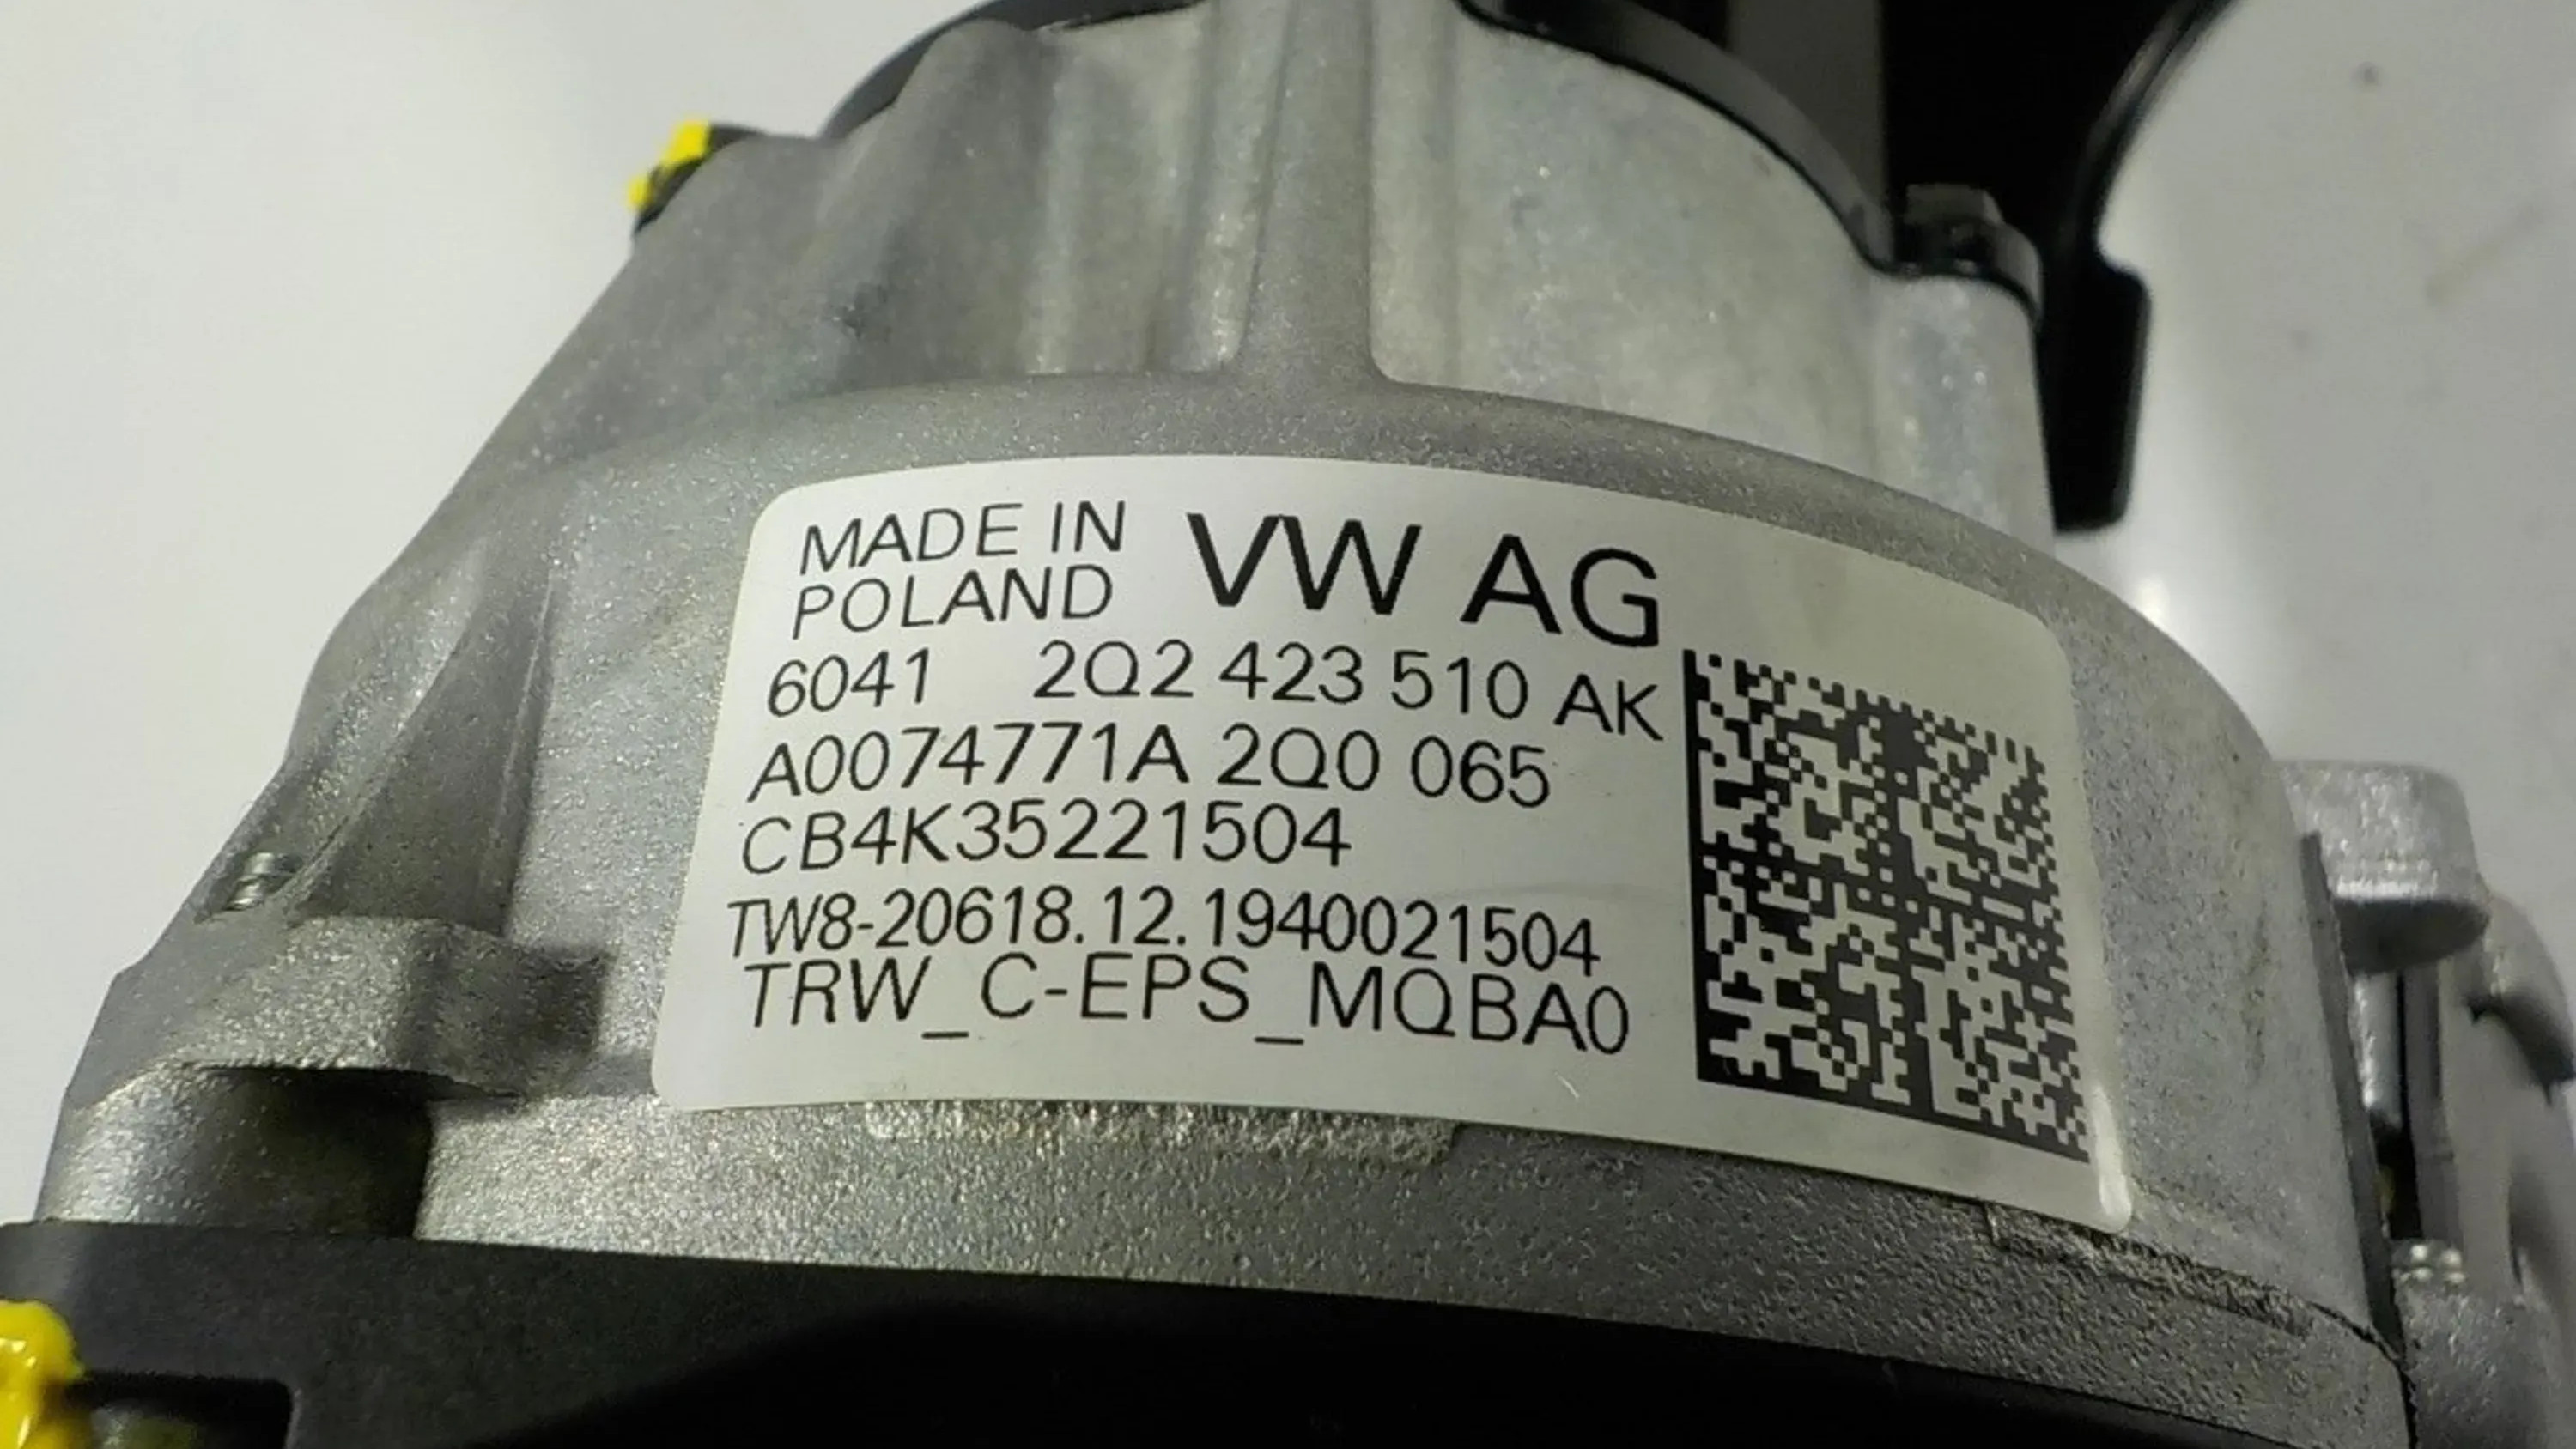 MADE IN
POLAND
VW AG
6041 2Q2 423 510 AK
A0074771A 2Q0 065
CB4K35221504
TW8-20618.12.1940021504
TRW_C-EPS_MQBA0